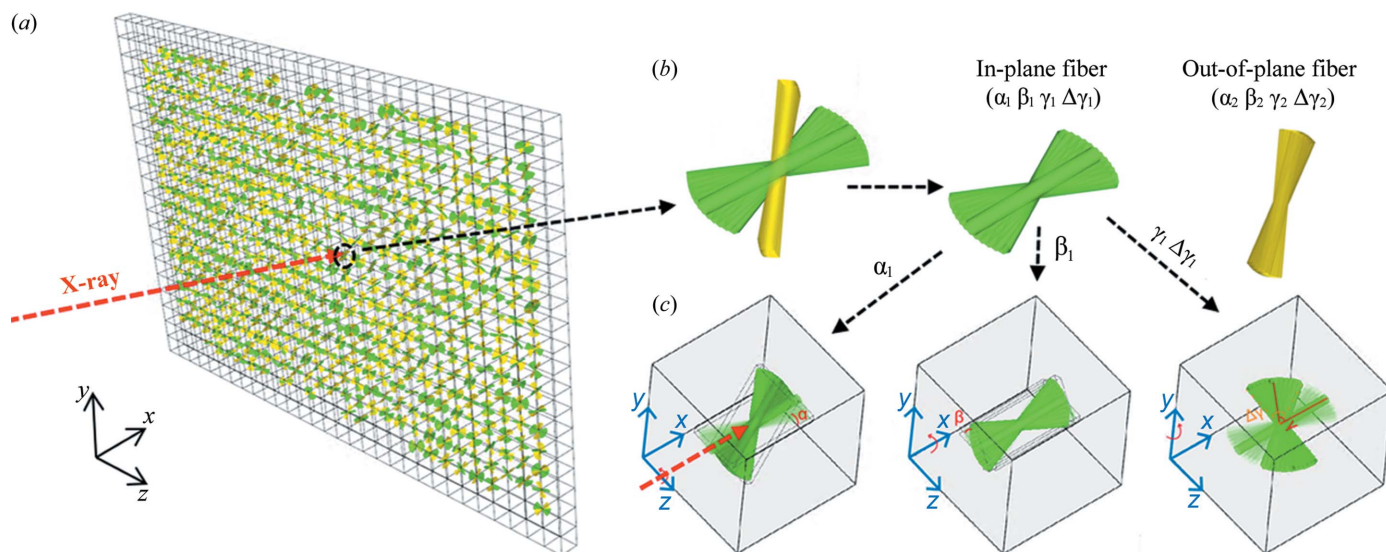 (a)
X-ray
y
x
z
(b)
In-plane fiber
(α₁ β₁ γ₁ Δγ₁)
Out-of-plane fiber
(α₂ β₂ γ₂ Δγ₂)
α₁
β₁
γ₁ Δγ₁
(c)
y
x
z
α
y
x
z
β
y
x
z
Δγ
γ